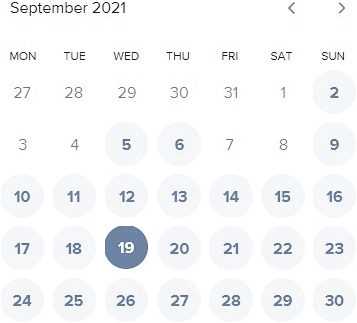 September 2021
MON TUE WED THU FRI SAT SUN
27 28 29 30 31 1 2
3 4 5 6 7 8 9
10 11 12 13 14 15 16
17 18 19 20 21 22 23
24 25 26 27 28 29 30